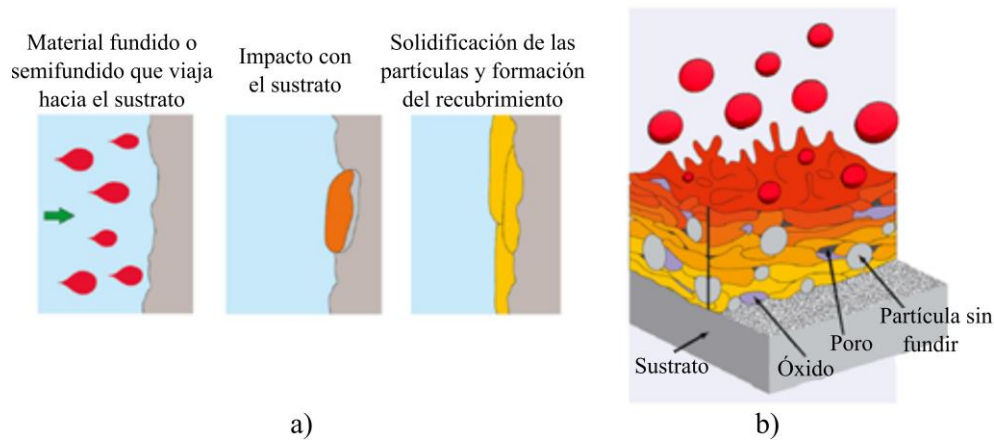 Material fundido o
semifundido que viaja
hacia el sustrato
Impacto con
el sustrato
Solidificación de las
partículas y formación
del recubrimiento
Partícula sin
fundir
Poro
Óxido
Sustrato
a)
b)